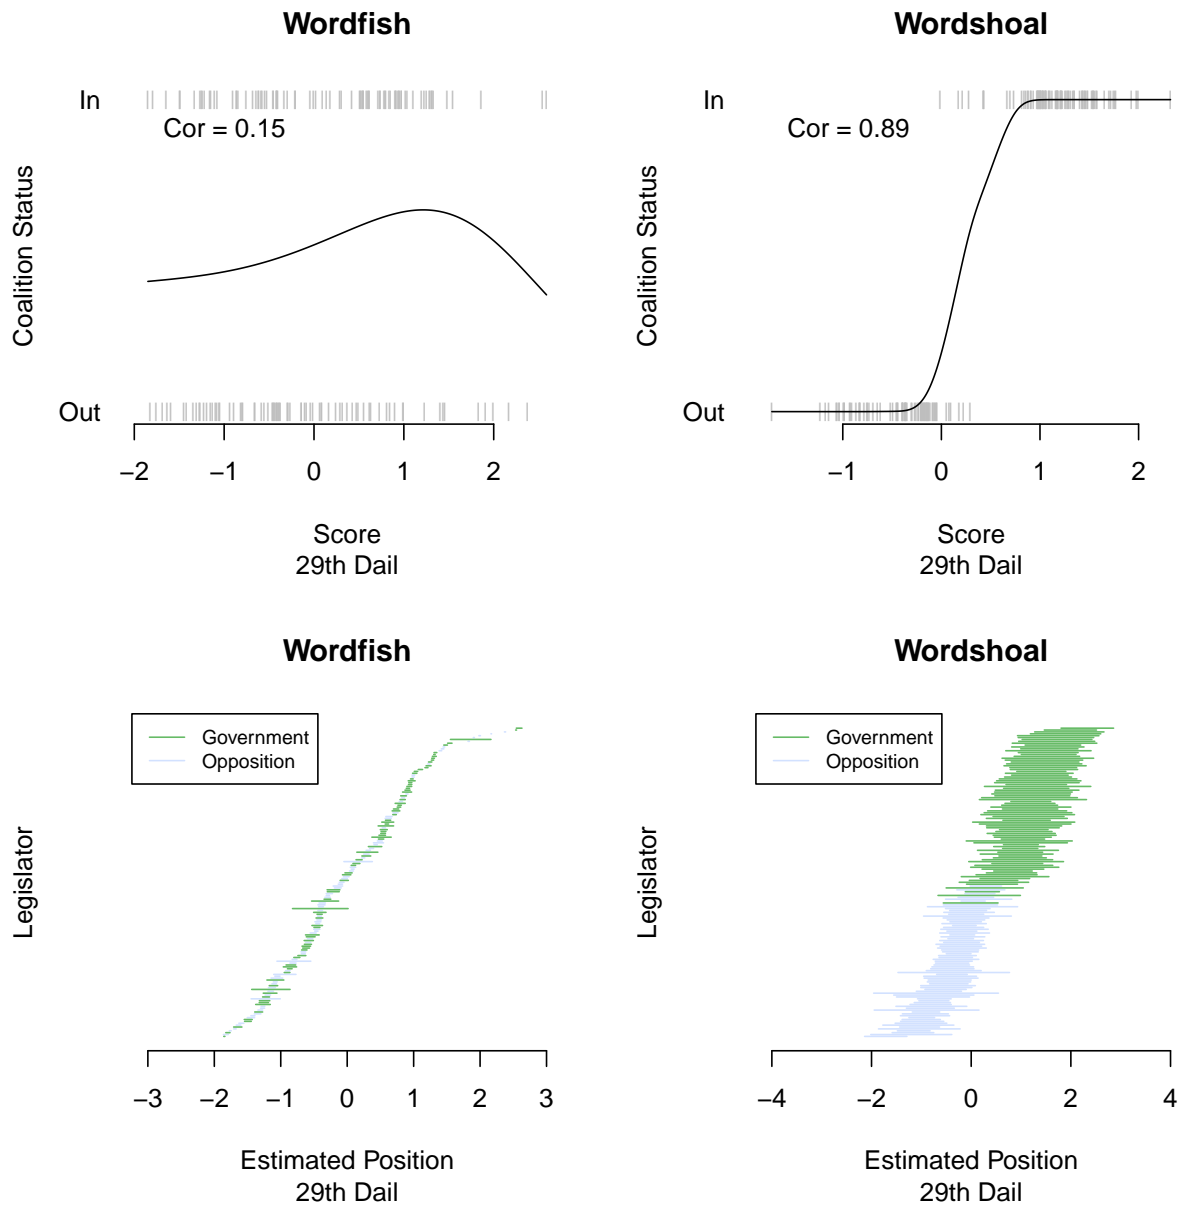 Wordfish
In
Cor = 0.15
Coalition Status
Out
−2 −1 0 1 2
Score
29th Dail
Wordshoal
In
Cor = 0.89
Coalition Status
Out
−1 0 1 2
Score
29th Dail
Wordfish
Government
Opposition
Legislator
−3 −2 −1 0 1 2 3
Estimated Position
29th Dail
Wordshoal
Government
Opposition
Legislator
−4 −2 0 2 4
Estimated Position
29th Dail